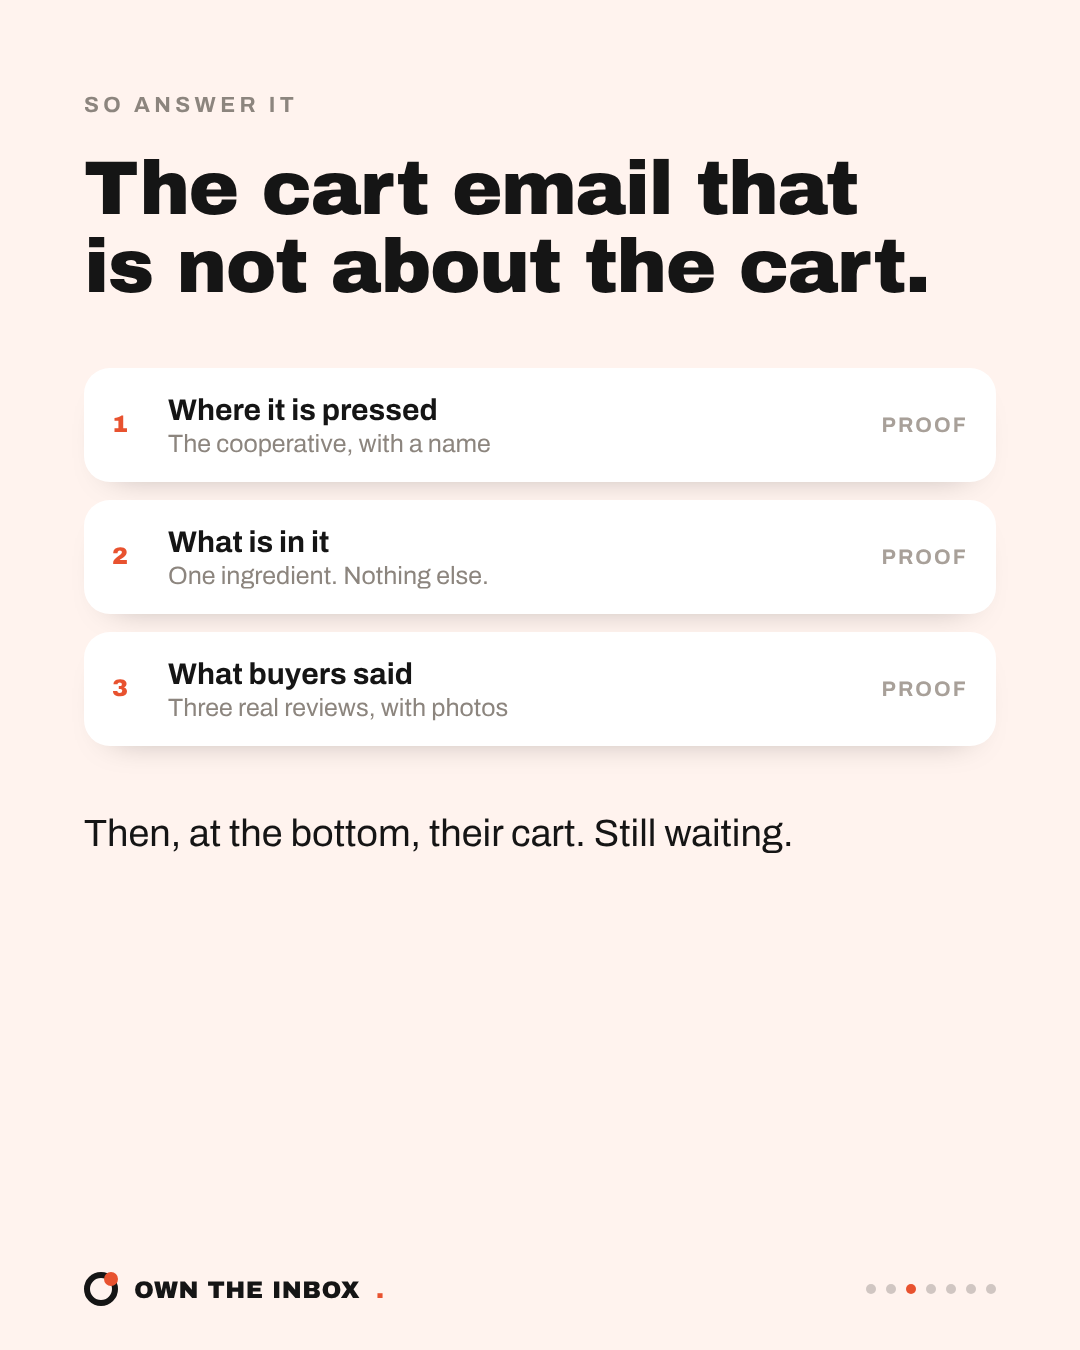 SO ANSWER IT
The cart email that
is not about the cart.
1
Where it is pressed
The cooperative, with a name
PROOF
2
What is in it
One ingredient. Nothing else.
PROOF
3
What buyers said
Three real reviews, with photos
PROOF
Then, at the bottom, their cart. Still waiting.
OWN THE INBOX .